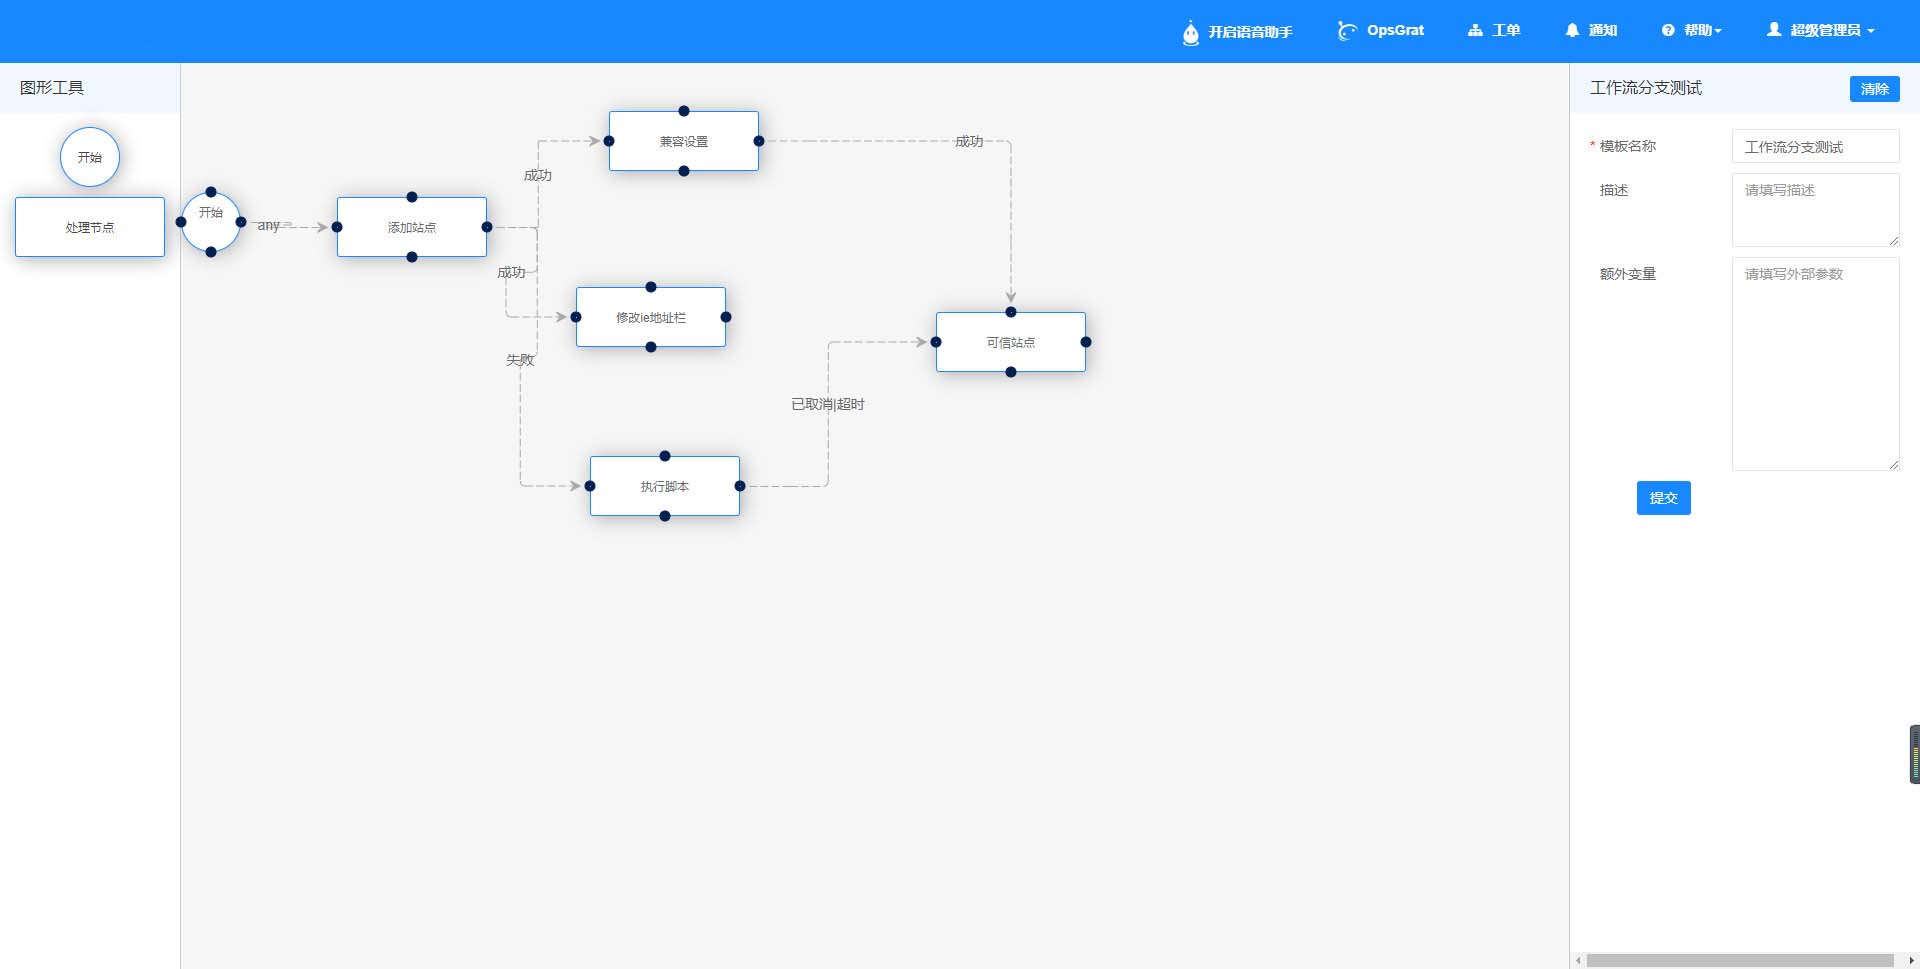 开启语音助手
OpsGrat
工单
通知
帮助
超级管理员
图形工具
开始
处理节点
开始
any
添加站点
成功
兼容设置
成功
成功
修改ie地址栏
失败
可信站点
已取消|超时
执行脚本
工作流分支测试
清除
* 模板名称
工作流分支测试
描述
请填写描述
额外变量
请填写外部参数
提交